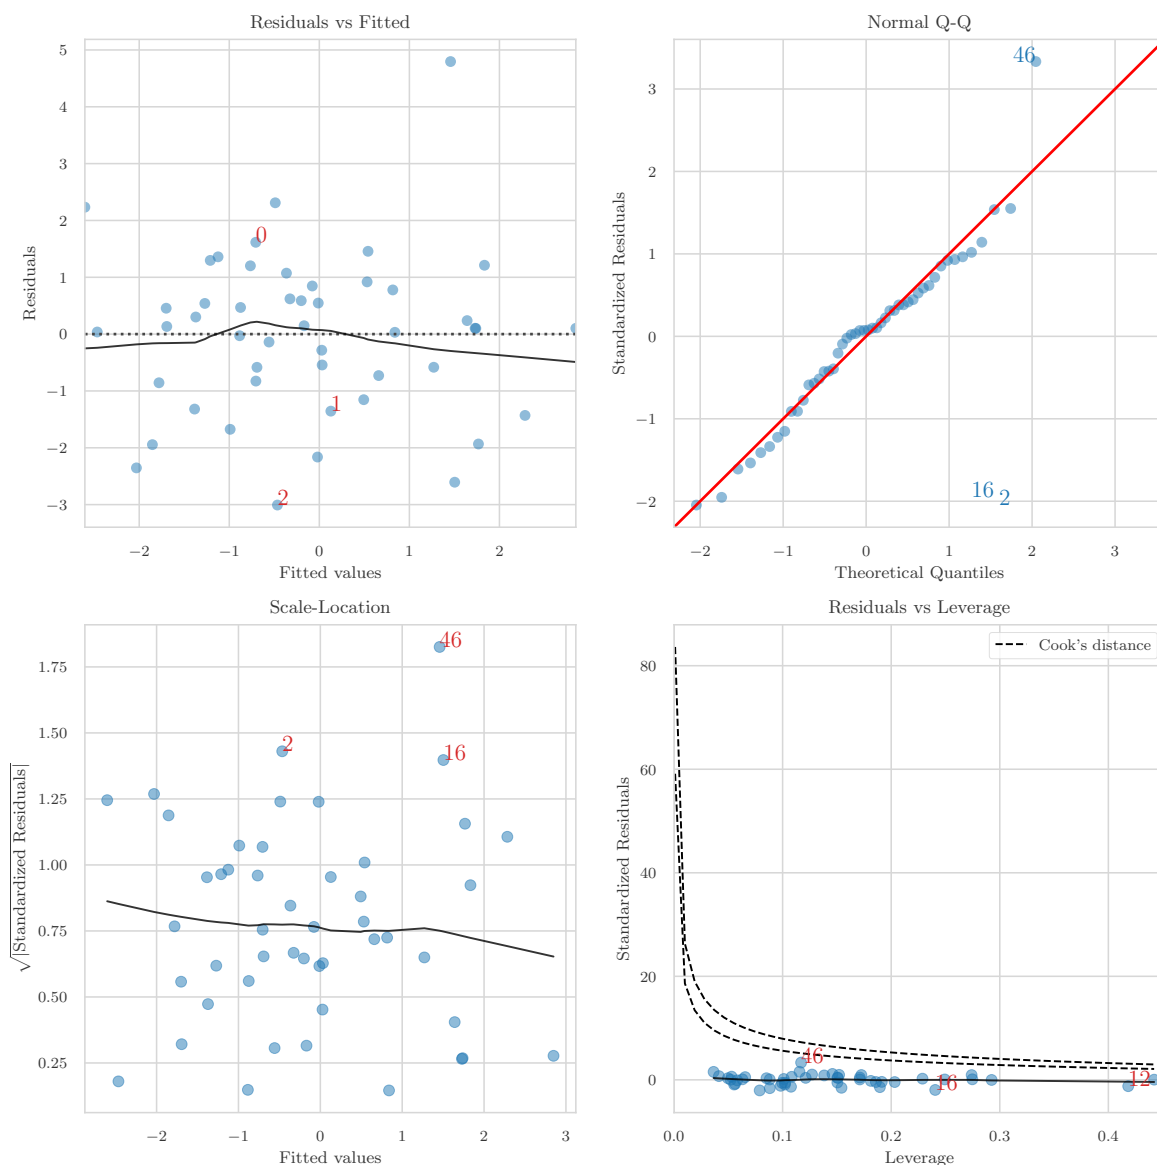 Residuals vs Fitted
5
4
3
2
1
0
−1
−2
−3
0
1
2
Residuals
−2 −1 0 1 2
Fitted values
Normal Q-Q
3
2
1
0
−1
−2
46
16
2
Standardized Residuals
−2 −1 0 1 2 3
Theoretical Quantiles
Scale-Location
1.75
1.50
1.25
1.00
0.75
0.50
0.25
46
2
16
√|Standardized Residuals|
−2 −1 0 1 2 3
Fitted values
Residuals vs Leverage
Cook's distance
80
60
40
20
0
46
16
12
Standardized Residuals
0.0 0.1 0.2 0.3 0.4
Leverage